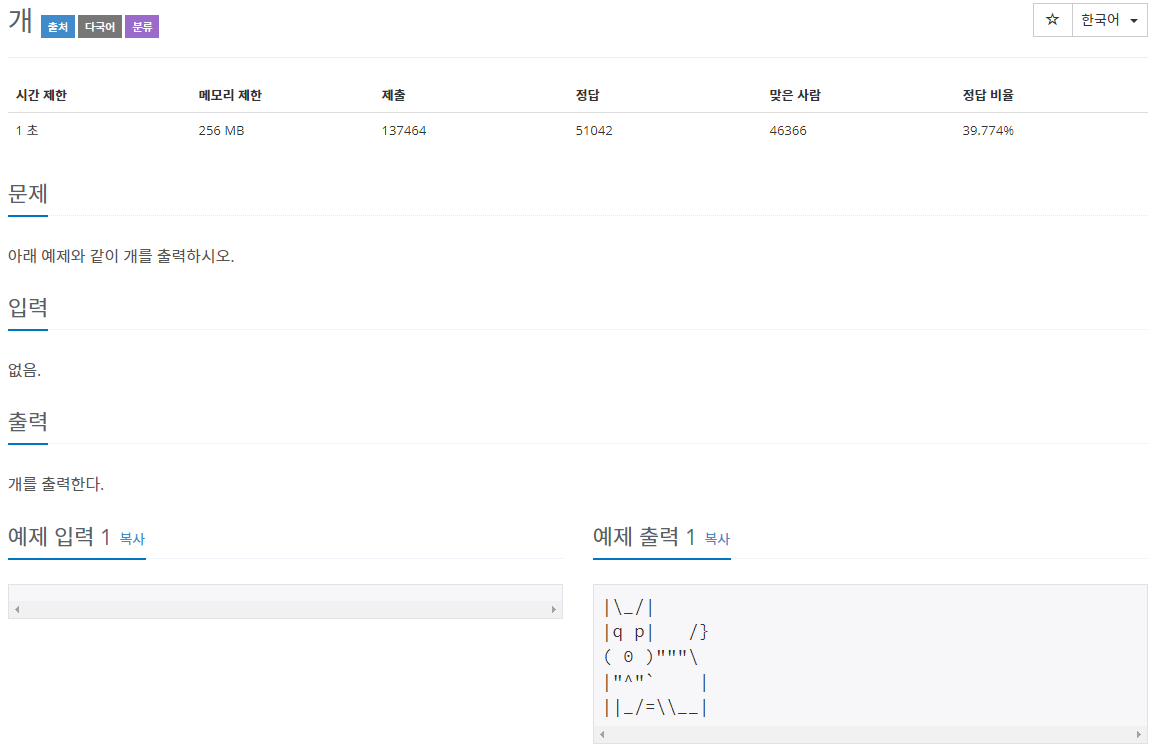 개 출처 다국어 분류 ☆ 한국어
시간 제한 메모리 제한 제출 정답 맞은 사람 정답 비율
1 초 256 MB 137464 51042 46366 39.774%
문제
아래 예제와 같이 개를 출력하시오.
입력
없음.
출력
개를 출력한다.
예제 입력 1 복사
예제 출력 1 복사
|\_/|
|q p|   /}
( 0 )"""\
|"^"`    |
||_/=\\__|